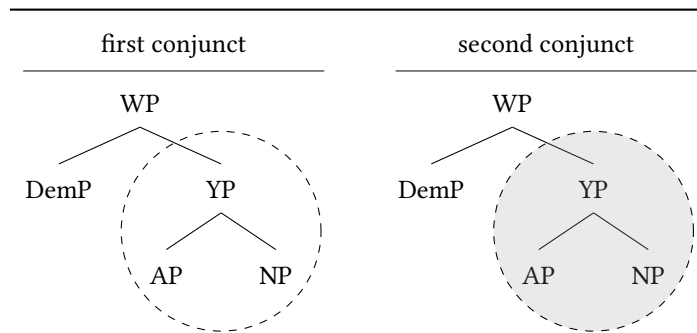 first conjunct second conjunct
WP WP
DemP YP DemP YP
AP NP AP NP